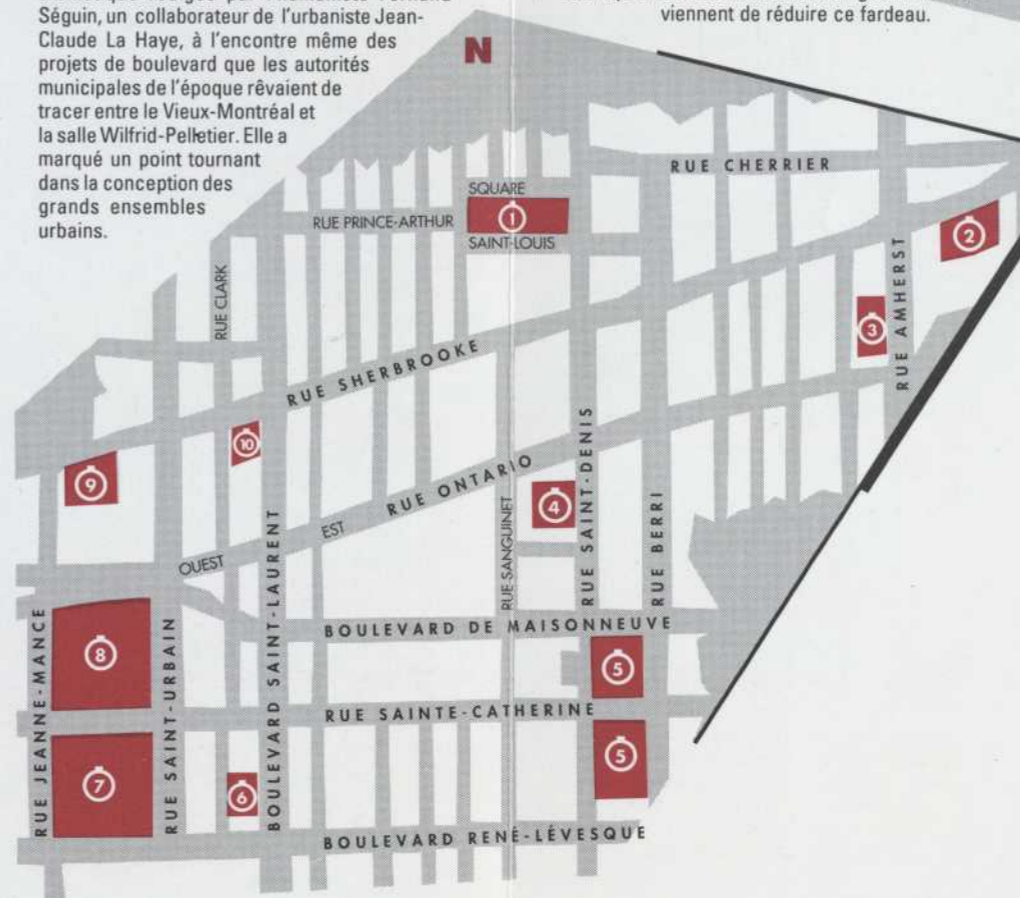 Séguin, un collaborateur de l'urbaniste Jean-
Claude La Haye, à l'encontre même des
projets de boulevard que les autorités
municipales de l'époque rêvaient de
tracer entre le Vieux-Montréal et
la salle Wilfrid-Pelletier. Elle a
marqué un point tournant
dans la conception des
grands ensembles
urbains.
viennent de réduire ce fardeau.
N
RUE CHERRIER
SQUARE
RUE PRINCE-ARTHUR
1
SAINT-LOUIS
2
RUE CLARK
3
RUE AMHERST
RUE SHERBROOKE
10
9
RUE ONTARIO
EST
OUEST
4
RUE SANGUINET
RUE SAINT-DENIS
RUE BERRI
BOULEVARD DE MAISONNEUVE
RUE JEANNE-MANCE
8
RUE SAINT-URBAIN
BOULEVARD SAINT-LAURENT
5
RUE SAINTE-CATHERINE
7
6
5
BOULEVARD RENÉ-LÉVESQUE